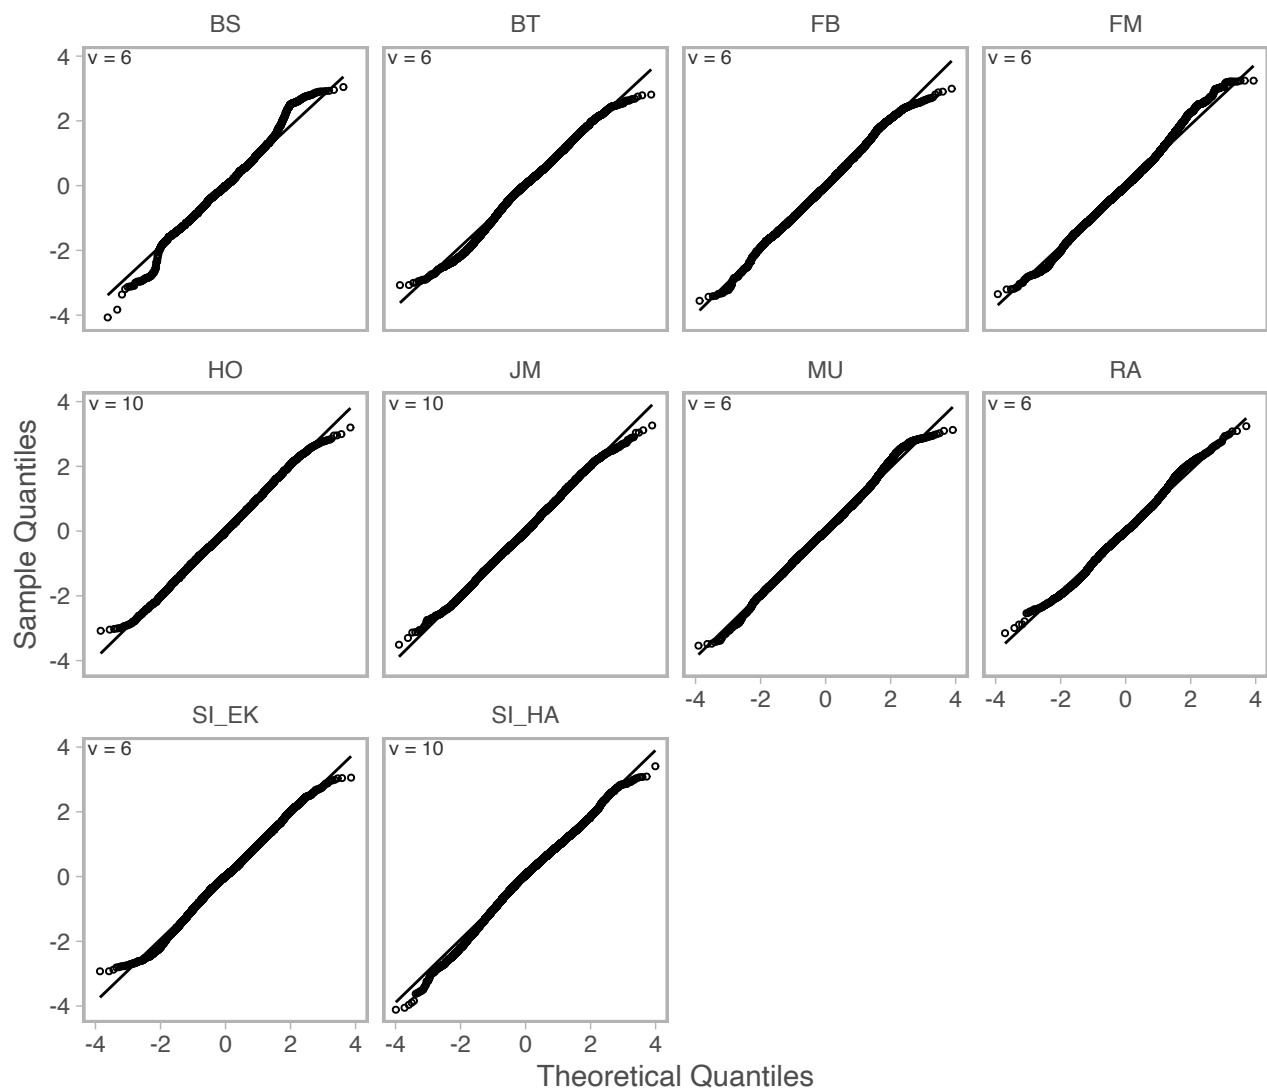 BS BT FB FM
v = 6 v = 6 v = 6 v = 6
4
2
0
-2
-4
HO JM MU RA
v = 10 v = 10 v = 6 v = 6
4
2
0
-2
-4
-4 -2 0 2 4 -4 -2 0 2 4
SI_EK SI_HA
v = 6 v = 10
4
2
0
-2
-4
-4 -2 0 2 4 -4 -2 0 2 4
Sample Quantiles
Theoretical Quantiles